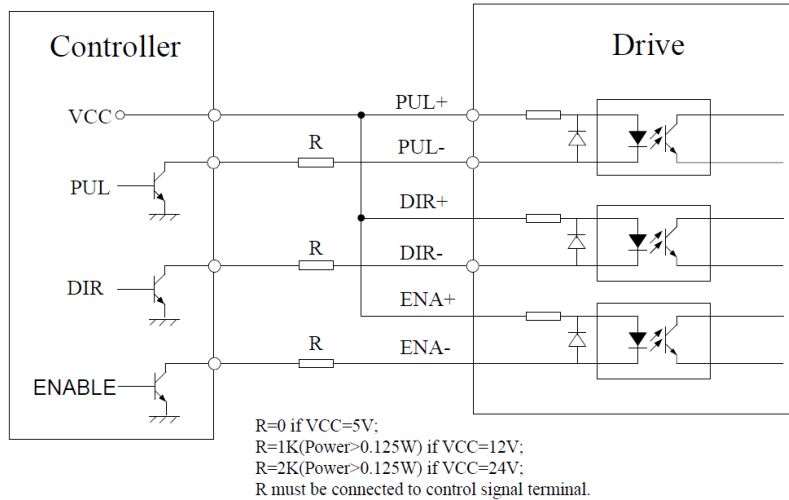 Controller
Drive
VCC
PUL+
R
PUL-
PUL
DIR+
R
DIR-
DIR
ENA+
R
ENA-
ENABLE
R=0 if VCC=5V;
R=1K(Power>0.125W) if VCC=12V;
R=2K(Power>0.125W) if VCC=24V;
R must be connected to control signal terminal.